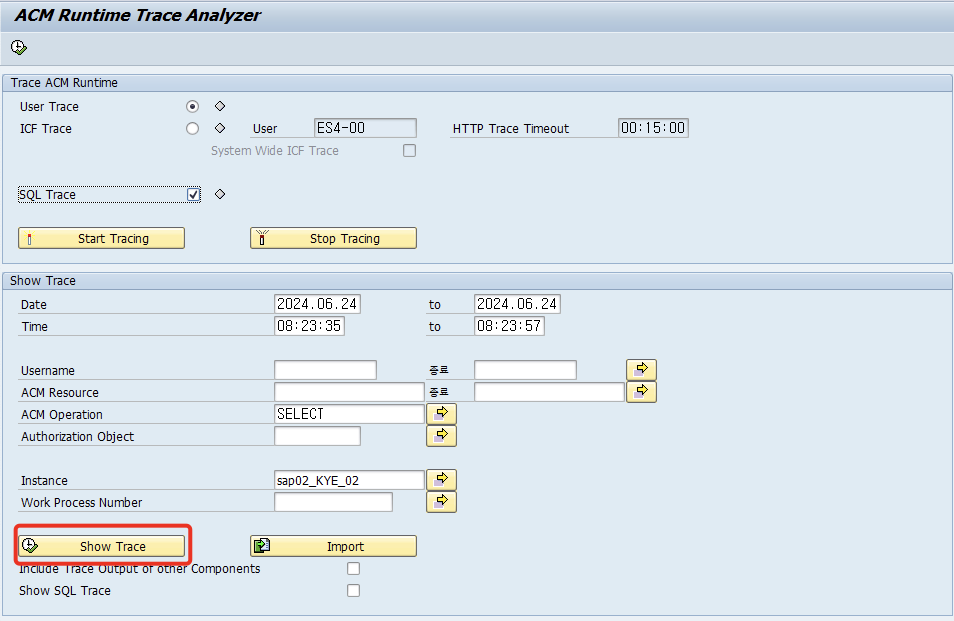 ACM Runtime Trace Analyzer
Trace ACM Runtime
User Trace
ICF Trace User ES4-00 HTTP Trace Timeout 00:15:00
System Wide ICF Trace
SQL Trace
Start Tracing Stop Tracing
Show Trace
Date 2024.06.24 to 2024.06.24
Time 08:23:35 to 08:23:57
Username 종료
ACM Resource 종료
ACM Operation SELECT
Authorization Object
Instance sap02_KYE_02
Work Process Number
Show Trace Import
Include Trace Output of other Components
Show SQL Trace